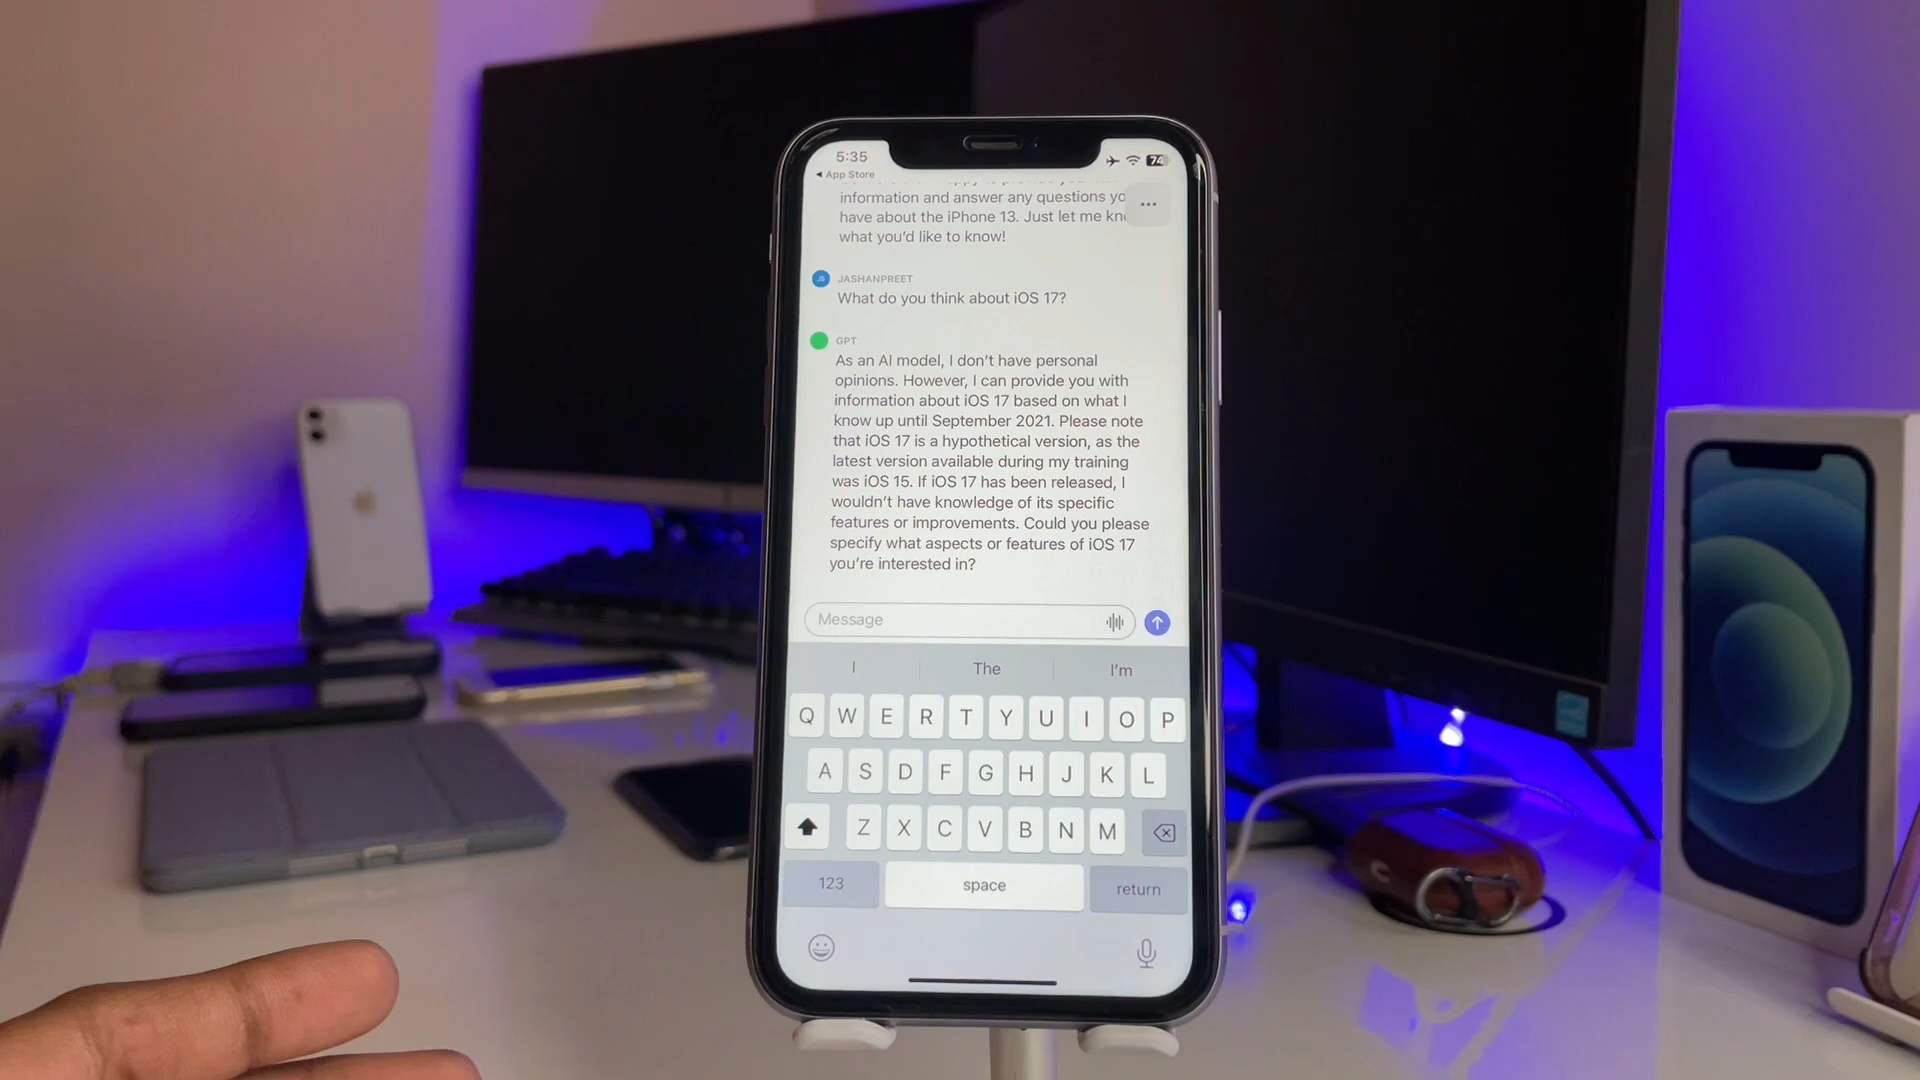 5:35
74
App Store
information and answer any questions yo
have about the iPhone 13. Just let me kn
what you'd like to know!
JS
JASHANPREET
What do you think about iOS 17?
GPT
As an AI model, I don't have personal
opinions. However, I can provide you with
information about iOS 17 based on what I
know up until September 2021. Please note
that iOS 17 is a hypothetical version, as the
latest version available during my training
was iOS 15. If iOS 17 has been released, I
wouldn't have knowledge of its specific
features or improvements. Could you please
specify what aspects or features of iOS 17
you're interested in?
Message
I The I'm
Q W E R T Y U I O P
A S D F G H J K L
Z X C V B N M
123 space return